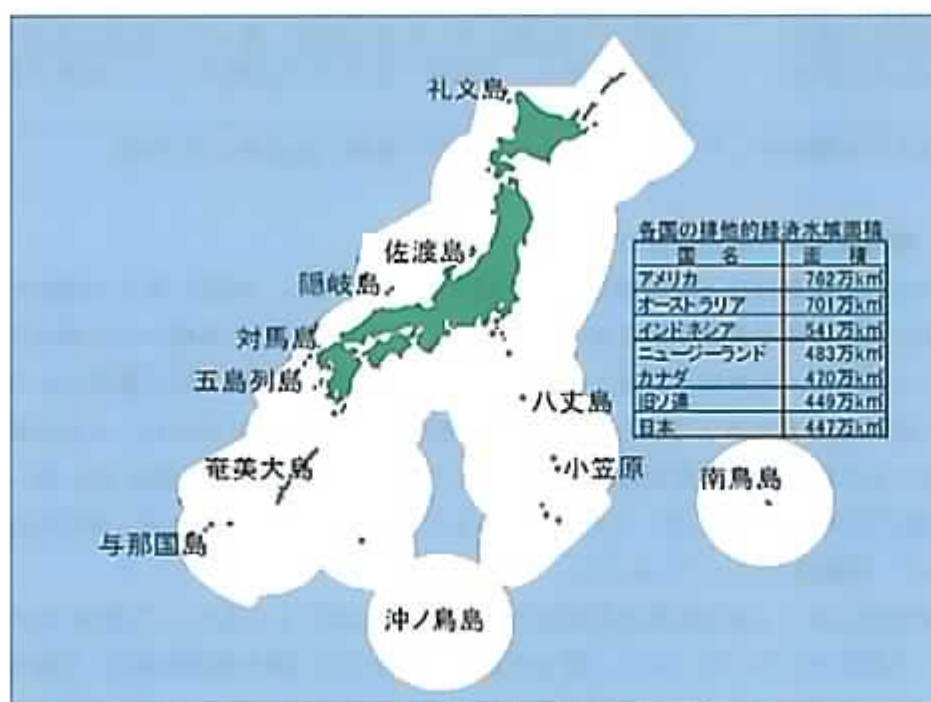 礼文島
佐渡島
隠岐島
対馬島
五島列島
八丈島
奄美大島
小笠原
南鳥島
与那国島
沖ノ鳥島
各国の排他的経済水域面積
国 名 面 積
アメリカ 762万km²
オーストラリア 701万km²
インドネシア 541万km²
ニュージーランド 483万km²
カナダ 470万km²
旧ソ連 449万km²
日本 447万km²